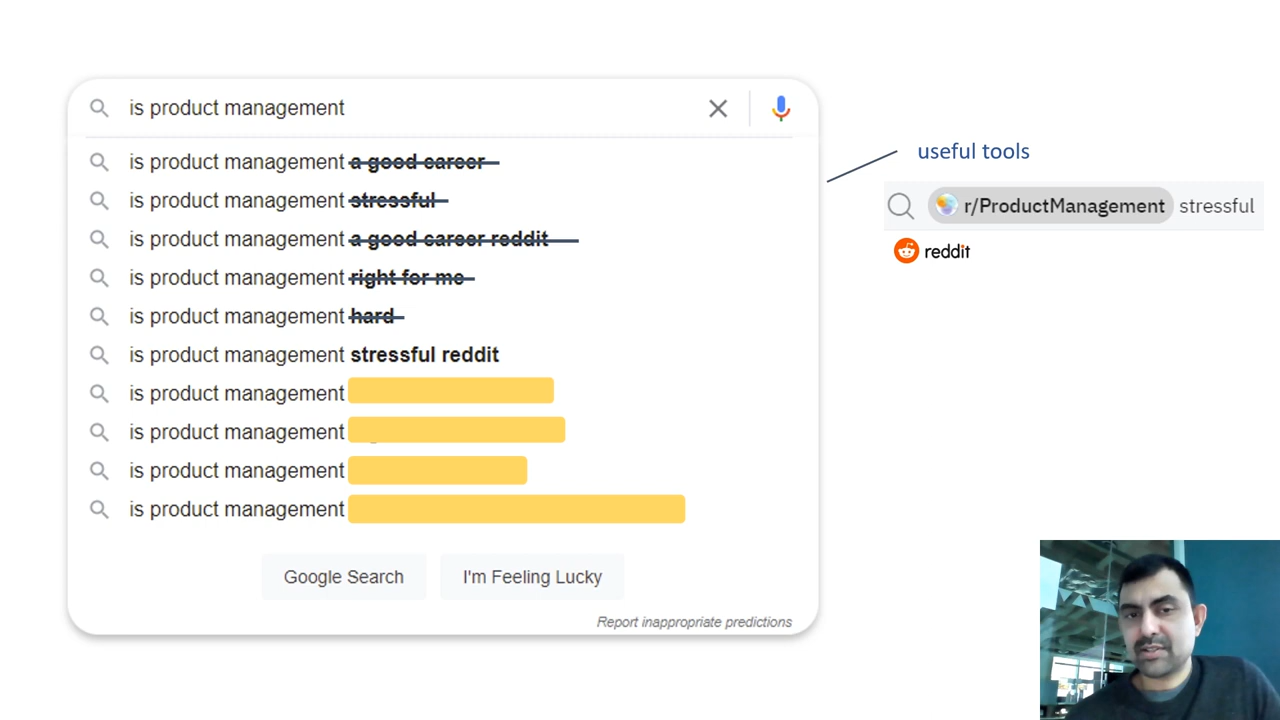 is product management
is product management a good career
is product management stressful
is product management a good career reddit
is product management right for me
is product management hard
is product management stressful reddit
is product management
is product management
is product management
is product management
Google Search
I'm Feeling Lucky
Report inappropriate predictions
useful tools
r/ProductManagement stressful
reddit